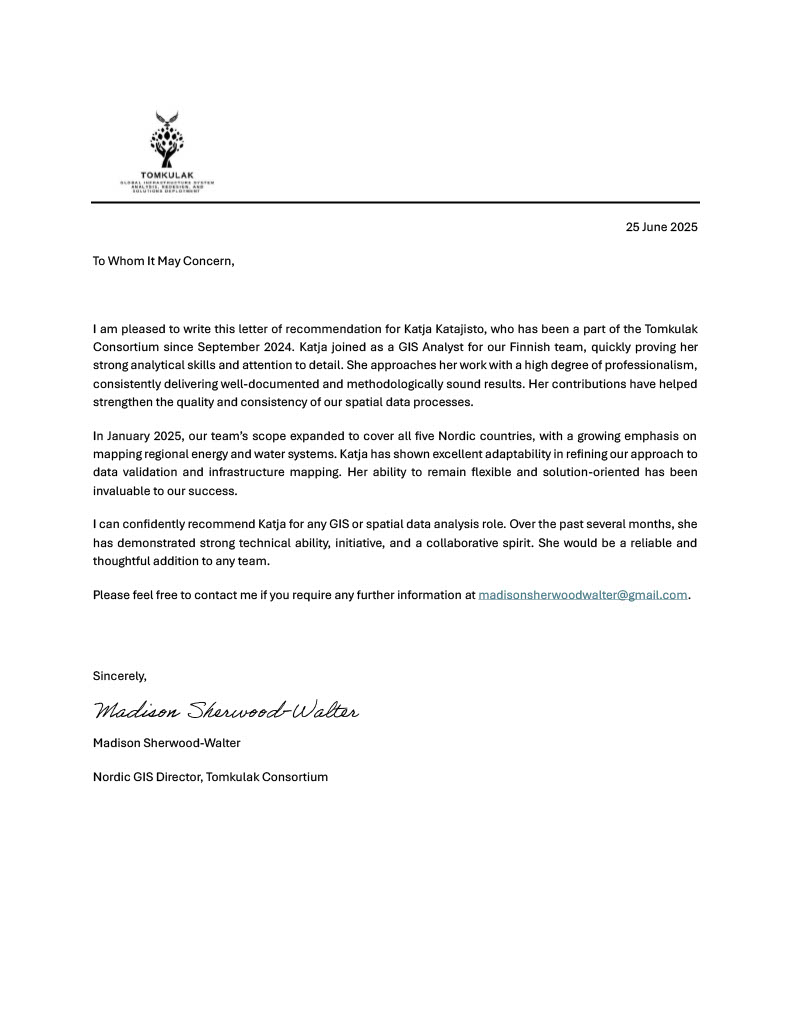 TOMKULAK
GLOBAL INFRASTRUCTURE SYSTEM
ANALYSIS, REDESIGN, AND
SOLUTIONS DEPLOYMENT
25 June 2025
To Whom It May Concern,
I am pleased to write this letter of recommendation for Katja Katajisto, who has been a part of the Tomkulak
Consortium since September 2024. Katja joined as a GIS Analyst for our Finnish team, quickly proving her
strong analytical skills and attention to detail. She approaches her work with a high degree of professionalism,
consistently delivering well-documented and methodologically sound results. Her contributions have helped
strengthen the quality and consistency of our spatial data processes.
In January 2025, our team’s scope expanded to cover all five Nordic countries, with a growing emphasis on
mapping regional energy and water systems. Katja has shown excellent adaptability in refining our approach to
data validation and infrastructure mapping. Her ability to remain flexible and solution-oriented has been
invaluable to our success.
I can confidently recommend Katja for any GIS or spatial data analysis role. Over the past several months, she
has demonstrated strong technical ability, initiative, and a collaborative spirit. She would be a reliable and
thoughtful addition to any team.
Please feel free to contact me if you require any further information at madisonsherwoodwalter@gmail.com.
Sincerely,
Madison Sherwood-Walter
Madison Sherwood-Walter
Nordic GIS Director, Tomkulak Consortium